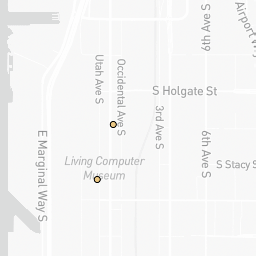 6th Ave S
Airport Way
Utah Ave S
Occidental Ave S
S Holgate St
3rd Ave S
6th Ave S
E Marginal Way S
Living Computer
Museum
S Stacy S